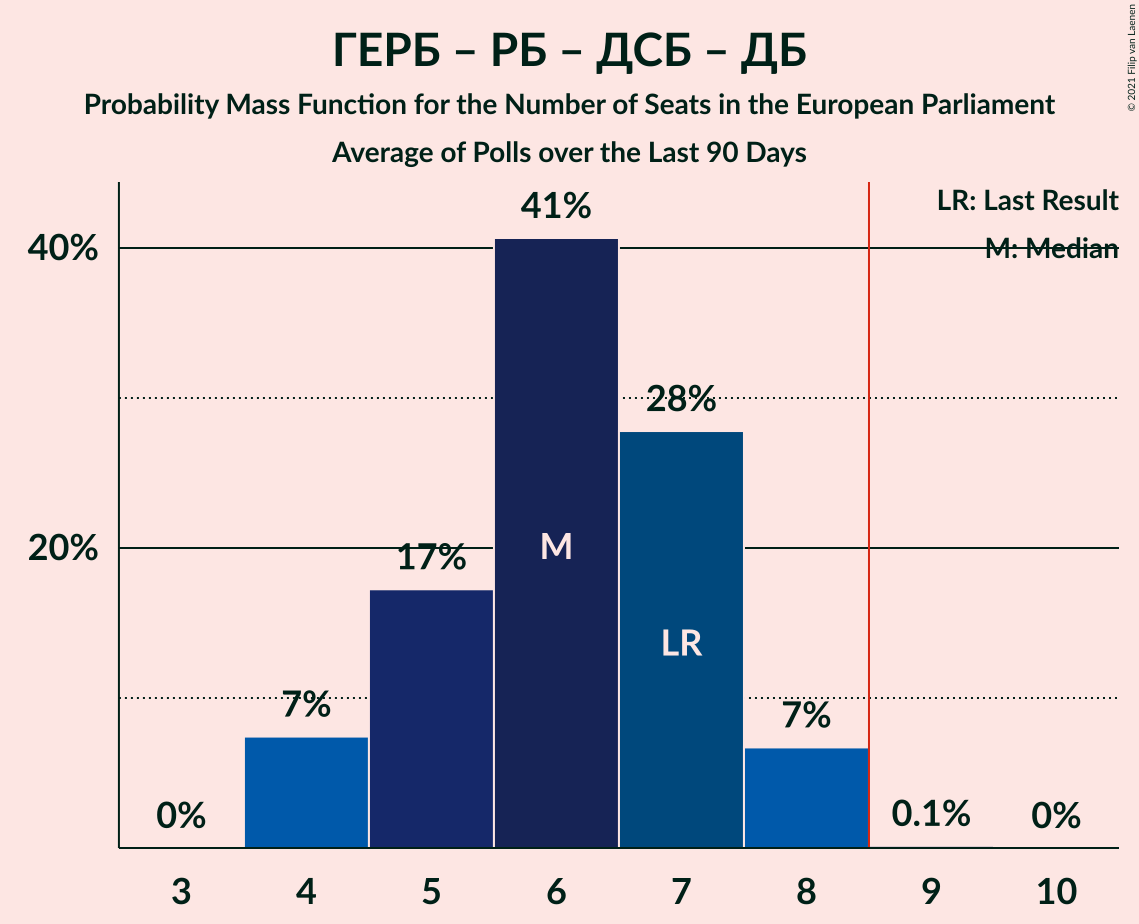 ГЕРБ – РБ – ДСБ – ДБ
Probability Mass Function for the Number of Seats in the European Parliament
Average of Polls over the Last 90 Days
© 2021 Filip van Laenen
LR: Last Result
M: Median
40%
20%
0%
7%
17%
41%
28%
7%
0.1%
0%
M
LR
3
4
5
6
7
8
9
10